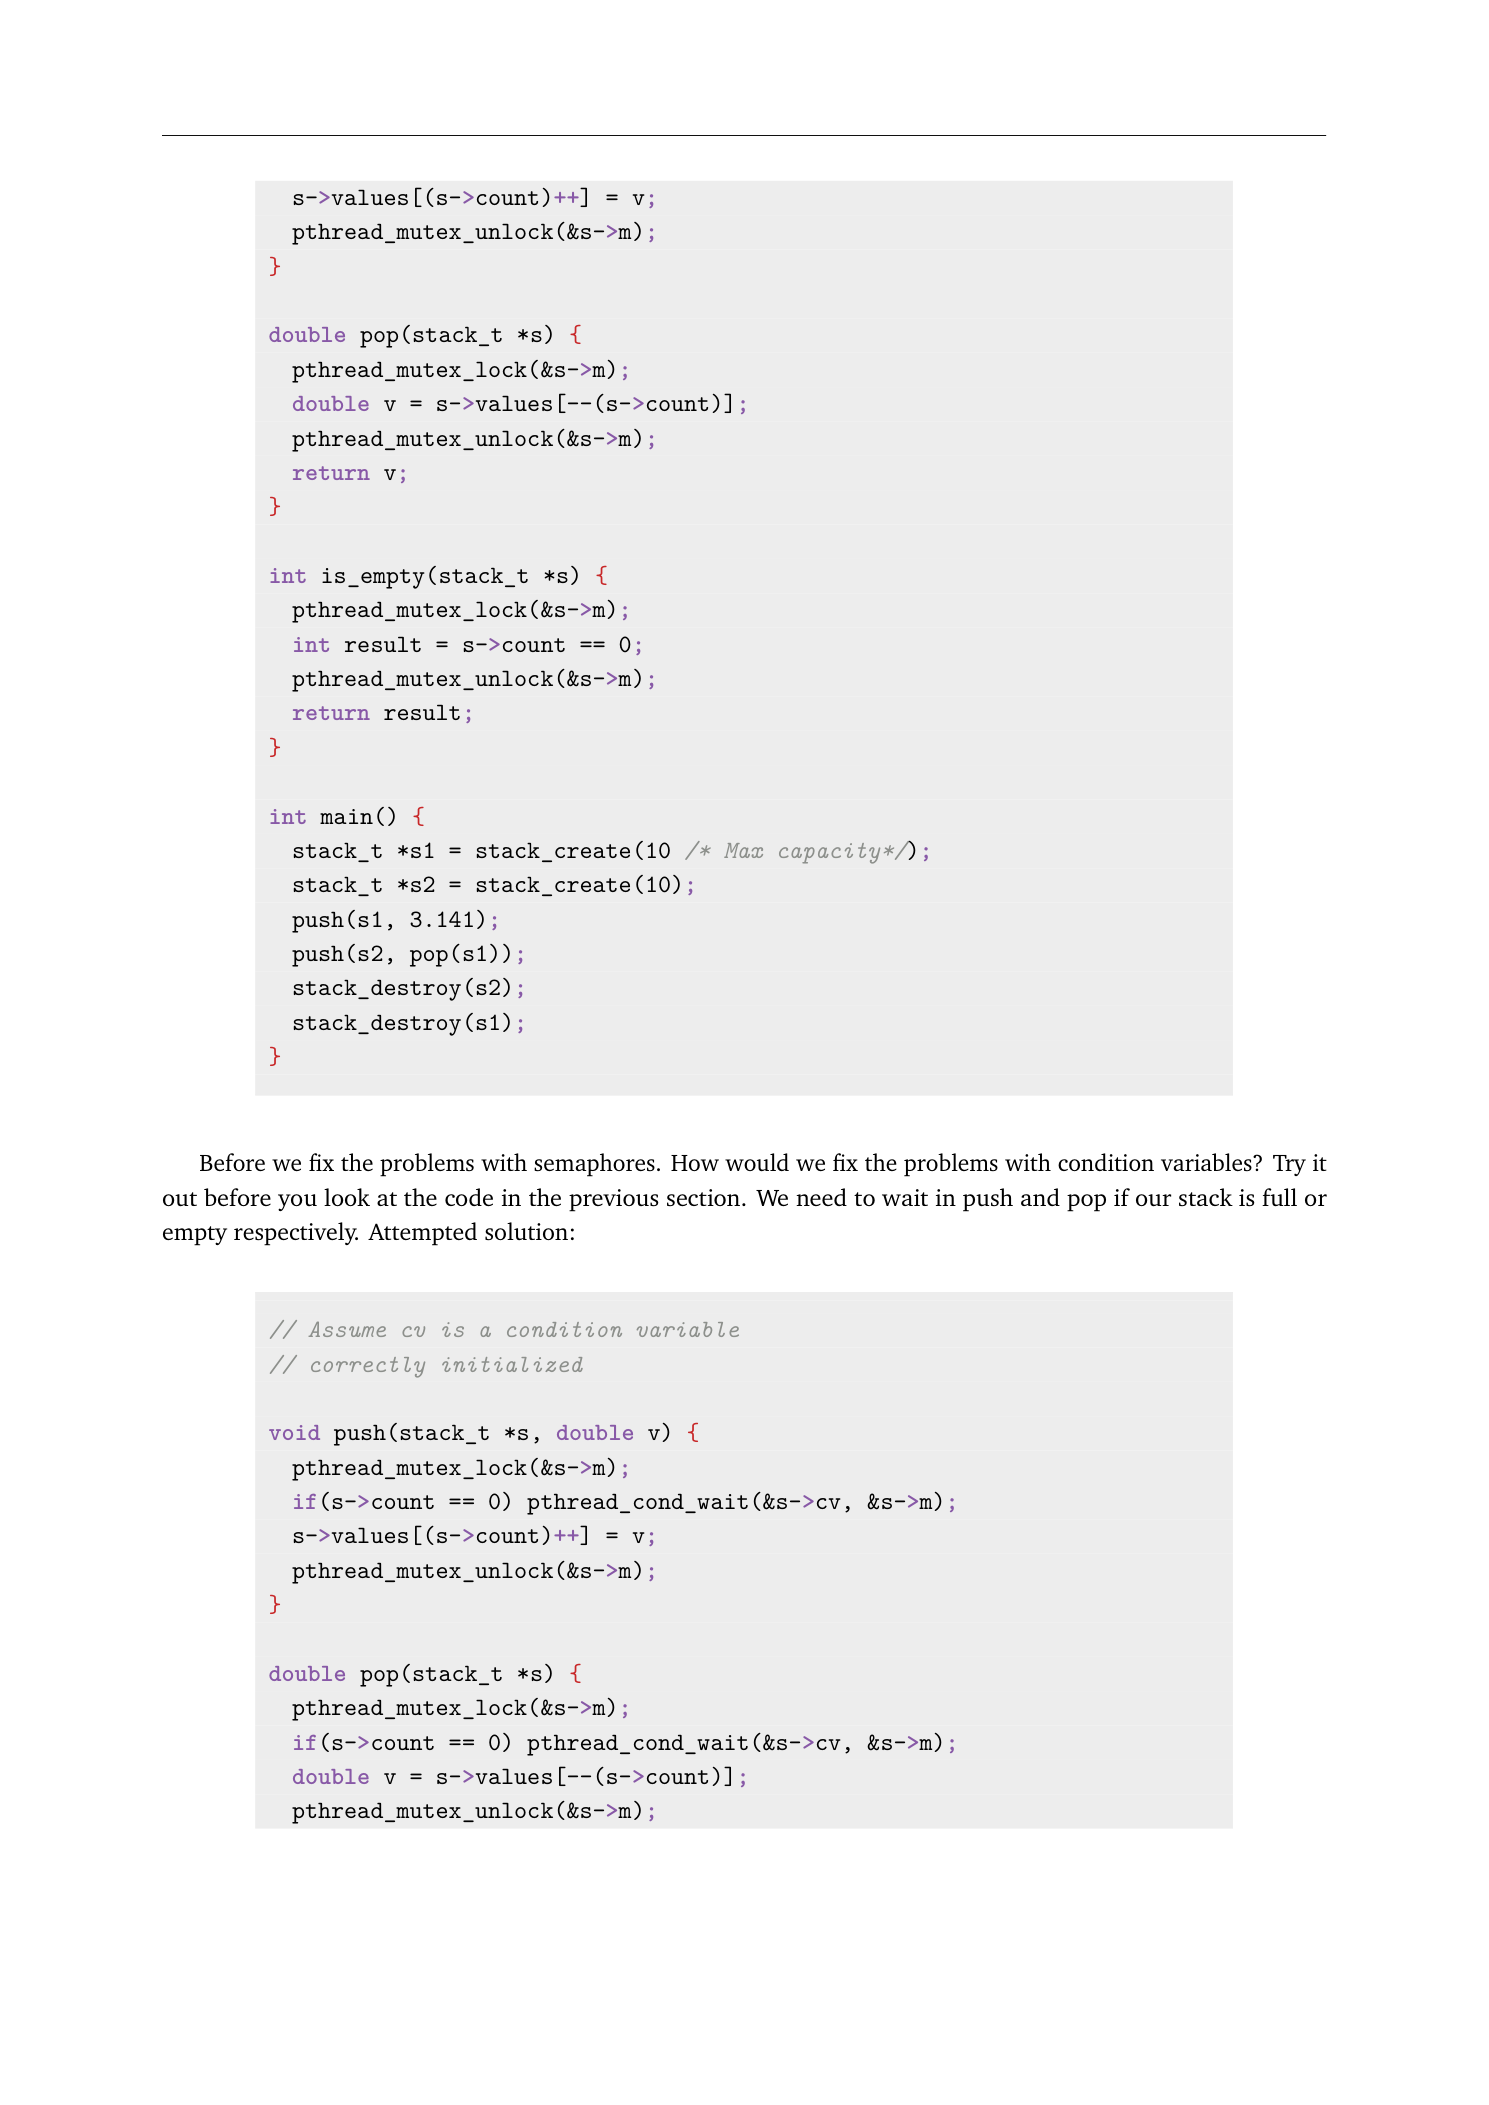 s->values[(s->count)++] = v;
pthread_mutex_unlock(&s->m);
}
double pop(stack_t *s) {
pthread_mutex_lock(&s->m);
double v = s->values[--(s->count)];
pthread_mutex_unlock(&s->m);
return v;
}
int is_empty(stack_t *s) {
pthread_mutex_lock(&s->m);
int result = s->count == 0;
pthread_mutex_unlock(&s->m);
return result;
}
int main() {
stack_t *s1 = stack_create(10 /* Max capacity*/);
stack_t *s2 = stack_create(10);
push(s1, 3.141);
push(s2, pop(s1));
stack_destroy(s2);
stack_destroy(s1);
}
Before we fix the problems with semaphores. How would we fix the problems with condition variables? Try it
out before you look at the code in the previous section. We need to wait in push and pop if our stack is full or
empty respectively. Attempted solution:
// Assume cv is a condition variable
// correctly initialized
void push(stack_t *s, double v) {
pthread_mutex_lock(&s->m);
if(s->count == 0) pthread_cond_wait(&s->cv, &s->m);
s->values[(s->count)++] = v;
pthread_mutex_unlock(&s->m);
}
double pop(stack_t *s) {
pthread_mutex_lock(&s->m);
if(s->count == 0) pthread_cond_wait(&s->cv, &s->m);
double v = s->values[--(s->count)];
pthread_mutex_unlock(&s->m);